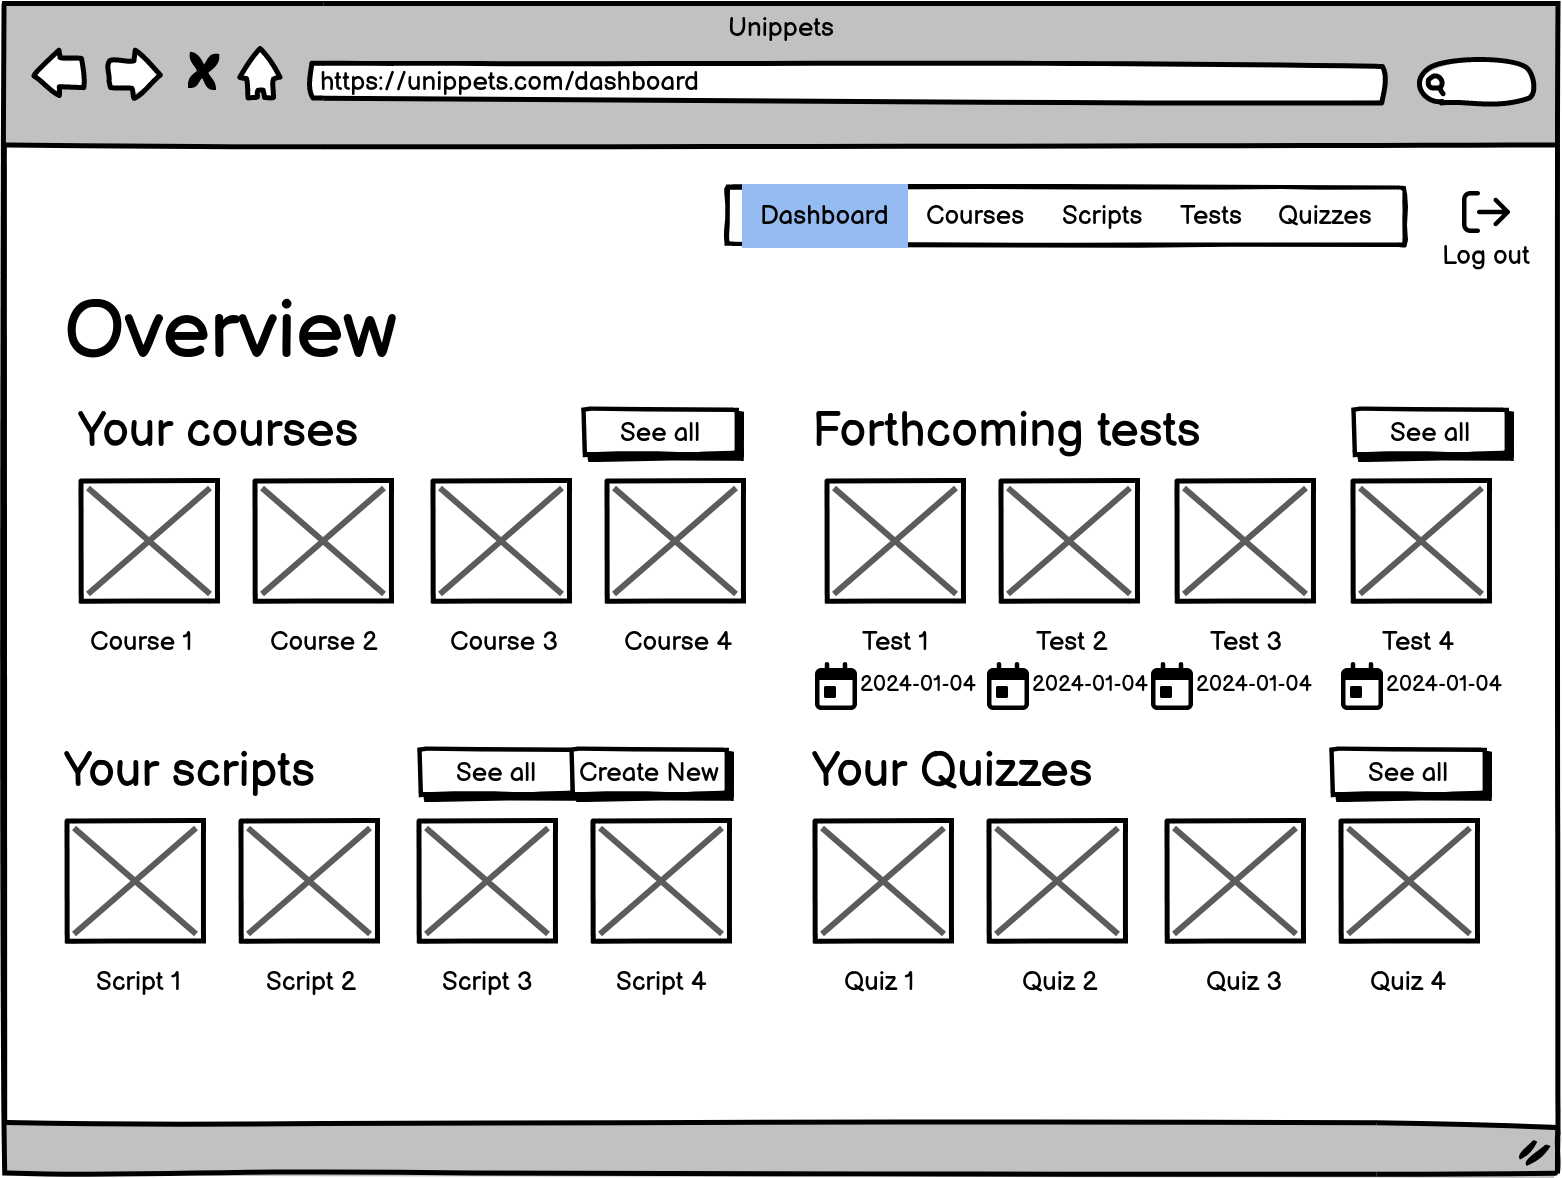 Unippets
https://unippets.com/dashboard
Dashboard Courses Scripts Tests Quizzes
Log out
Overview
Your courses See all
Course 1 Course 2 Course 3 Course 4
Forthcoming tests See all
Test 1 Test 2 Test 3 Test 4
2024-01-04 2024-01-04 2024-01-04 2024-01-04
Your scripts See all Create New
Script 1 Script 2 Script 3 Script 4
Your Quizzes See all
Quiz 1 Quiz 2 Quiz 3 Quiz 4